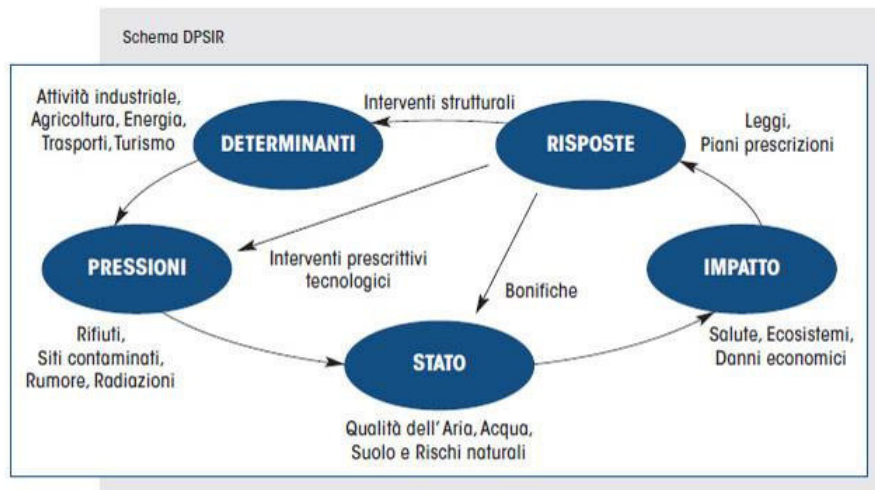 Schema DPSIR
Attività industriale,
Agricoltura, Energia,
Trasporti, Turismo
DETERMINANTI
Interventi strutturali
RISPOSTE
Leggi,
Piani prescrizioni
PRESSIONI
Interventi prescrittivi
tecnologici
Bonifiche
IMPATTO
Rifiuti,
Siti contaminati,
Rumore, Radiazioni
STATO
Salute, Ecosistemi,
Danni economici
Qualità dell'Aria, Acqua,
Suolo e Rischi naturali